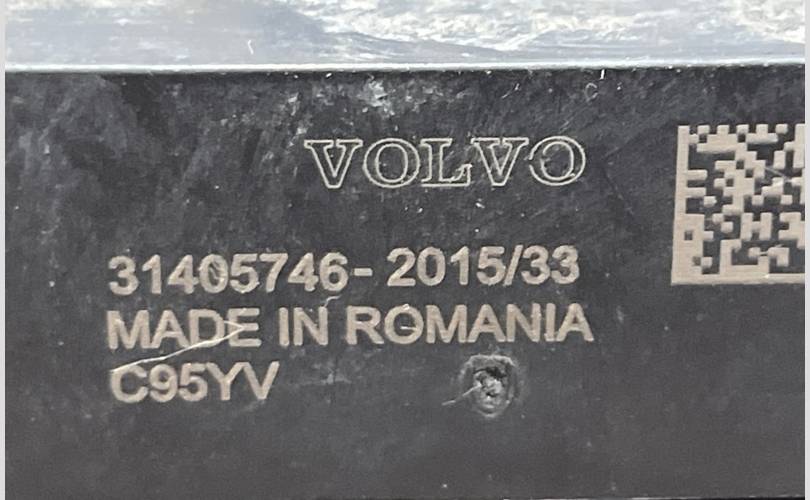 VOLVO
31405746- 2015/33
MADE IN ROMANIA
C95YV